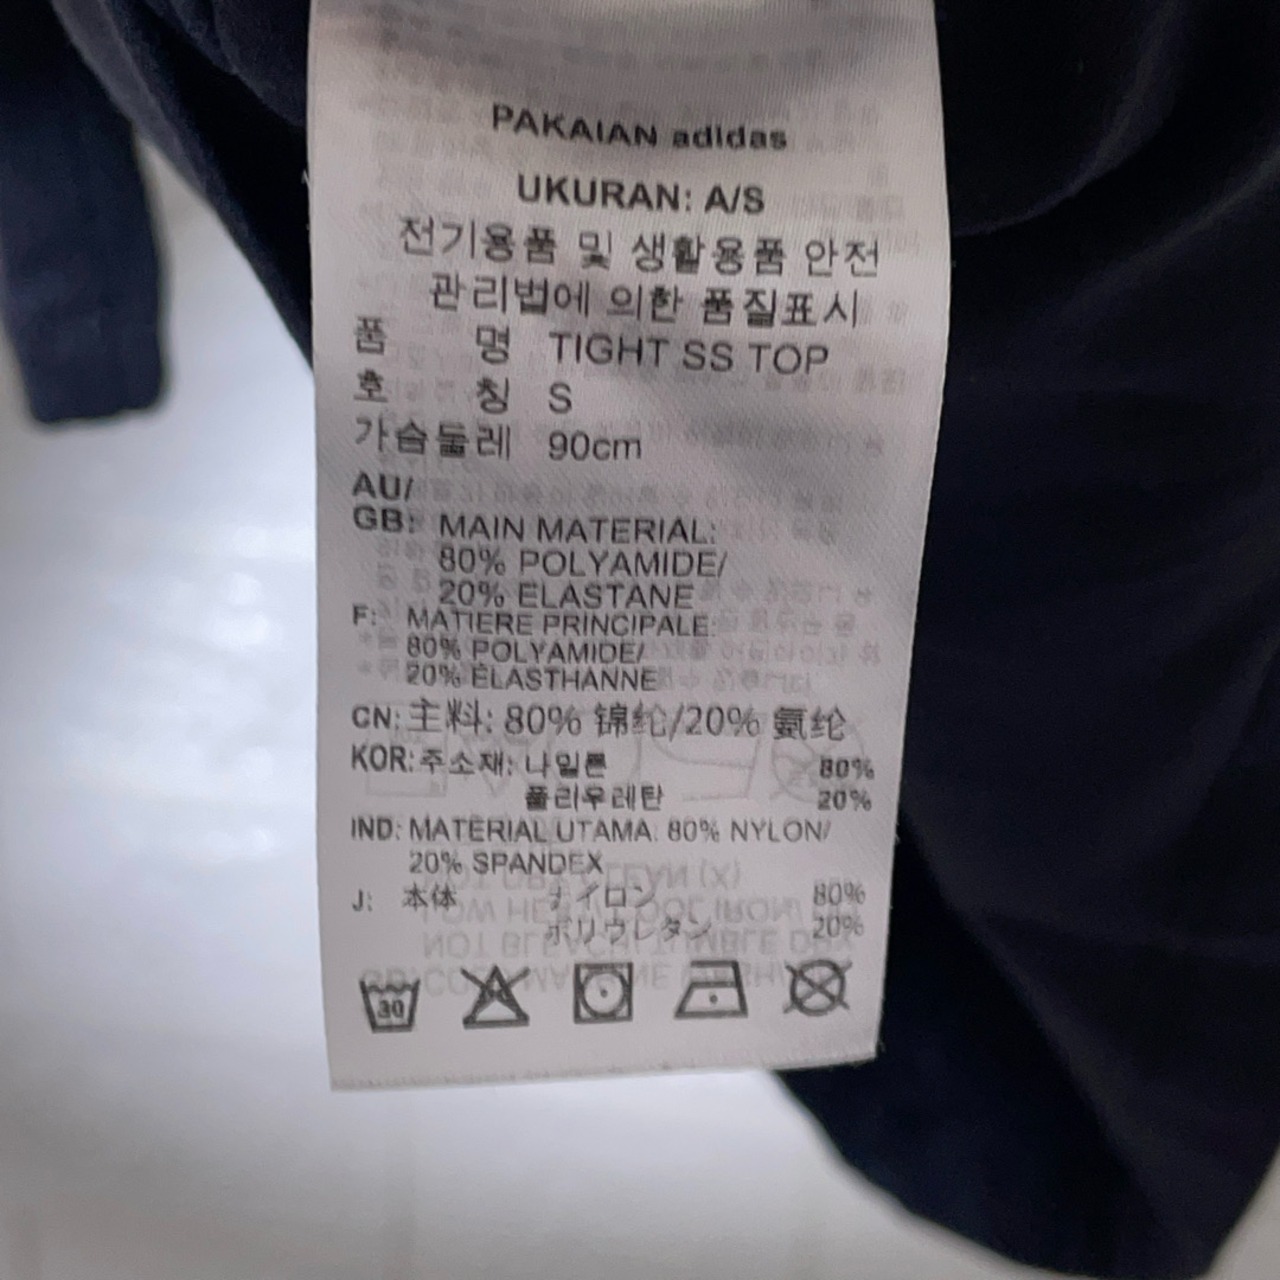 PAKAIAN adidas
UKURAN: A/S
전기용품 및 생활용품 안전
관리법에 의한 품질표시
품 명 TIGHT SS TOP
호 칭 S
가슴둘레 90cm
AU/
GB: MAIN MATERIAL:
80% POLYAMIDE/
20% ELASTANE
F: MATIERE PRINCIPALE:
80% POLYAMIDE/
20% ELASTHANNE
CN: 主料: 80% 锦纶/20% 氨纶
KOR: 주소재: 나일론 80%
폴리우레탄 20%
IND: MATERIAL UTAMA: 80% NYLON/
20% SPANDEX
J: 本体 ナイロン 80%
ポリウレタン 20%
30